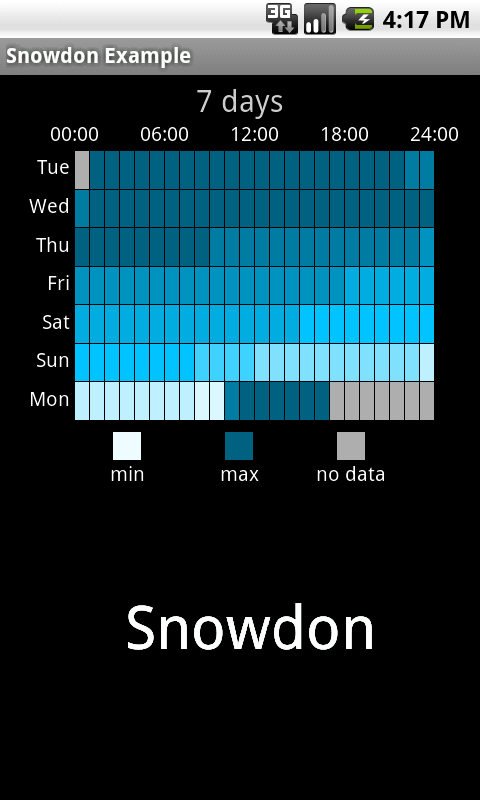 3G 4:17 PM
Snowdon Example
7 days
00:00 06:00 12:00 18:00 24:00
Tue
Wed
Thu
Fri
Sat
Sun
Mon
min max no data
Snowdon